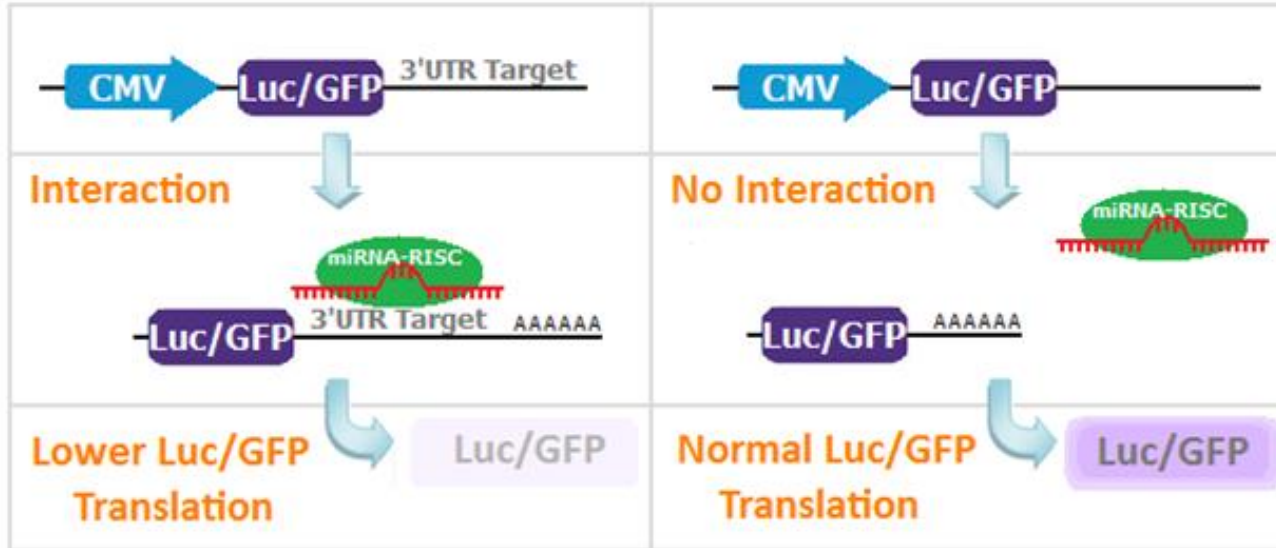 CMV
Luc/GFP
3'UTR Target
CMV
Luc/GFP
Interaction
miRNA-RISC
Luc/GFP
3'UTR Target
AAAAAA
No Interaction
miRNA-RISC
Luc/GFP
AAAAAA
Lower Luc/GFP
Translation
Luc/GFP
Normal Luc/GFP
Translation
Luc/GFP